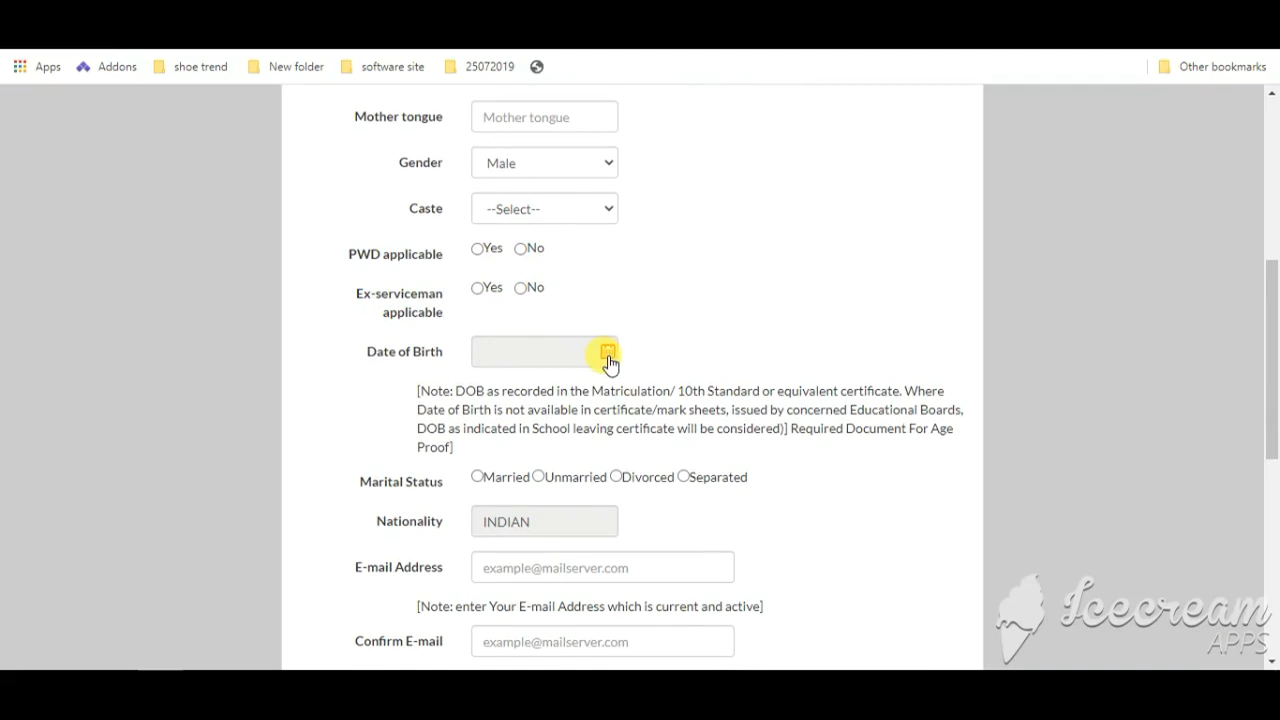 Apps Addons shoe trend New folder software site 25072019 Other bookmarks
Mother tongue Mother tongue
Gender Male
Caste --Select--
PWD applicable Yes No
Ex-serviceman Yes No
applicable
Date of Birth
[Note: DOB as recorded in the Matriculation/ 10th Standard or equivalent certificate. Where
Date of Birth is not available in certificate/mark sheets, issued by concerned Educational Boards,
DOB as indicated in School leaving certificate will be considered)] Required Document For Age
Proof]
Marital Status Married Unmarried Divorced Separated
Nationality INDIAN
E-mail Address example@mailserver.com
[Note: enter Your E-mail Address which is current and active]
Confirm E-mail example@mailserver.com
Icecream
APPS